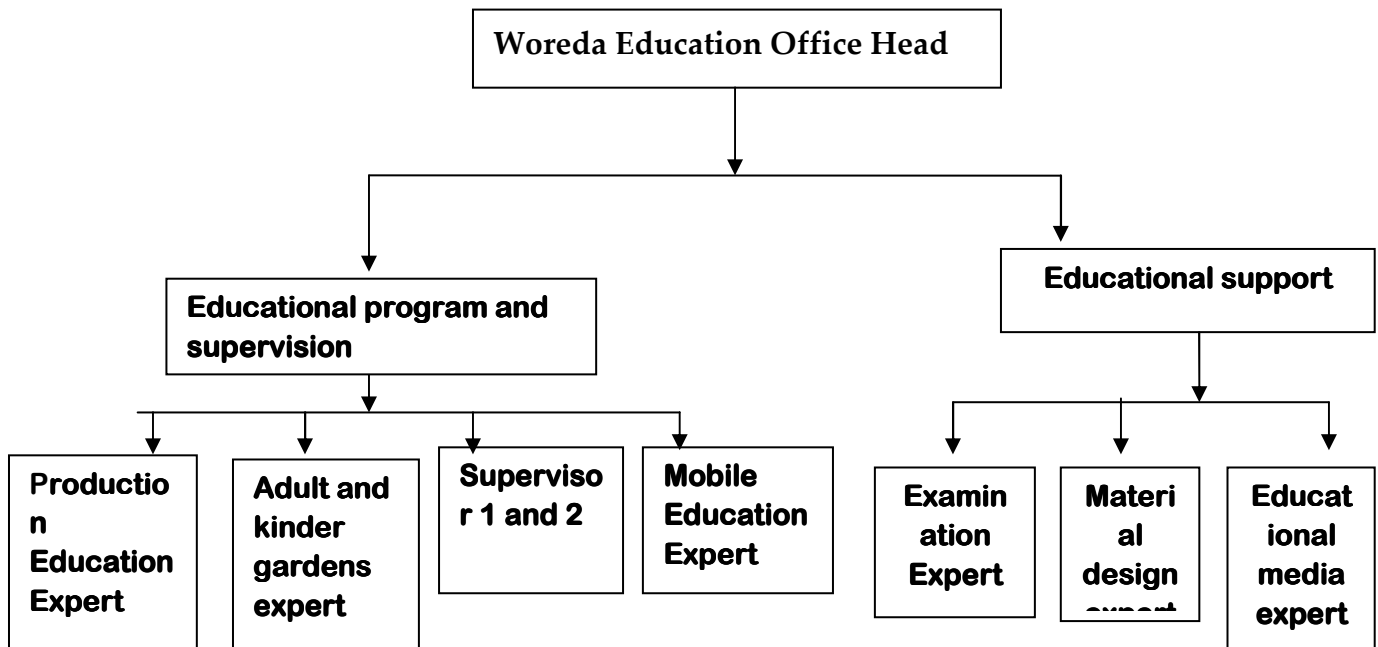 Woreda Education Office Head
Educational support
Educational program and
supervision
Productio
n
Education
Expert
Adult and
kinder
gardens
expert
Superviso
r 1 and 2
Mobile
Education
Expert
Examin
ation
Expert
Materi
al
design
Educat
ional
media
expert